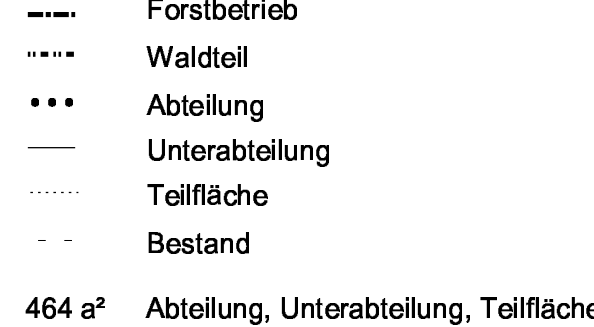 Forstbetrieb
Waldteil
Abteilung
Unterabteilung
Teilfläche
Bestand
464 a² Abteilung, Unterabteilung, Teilfläche